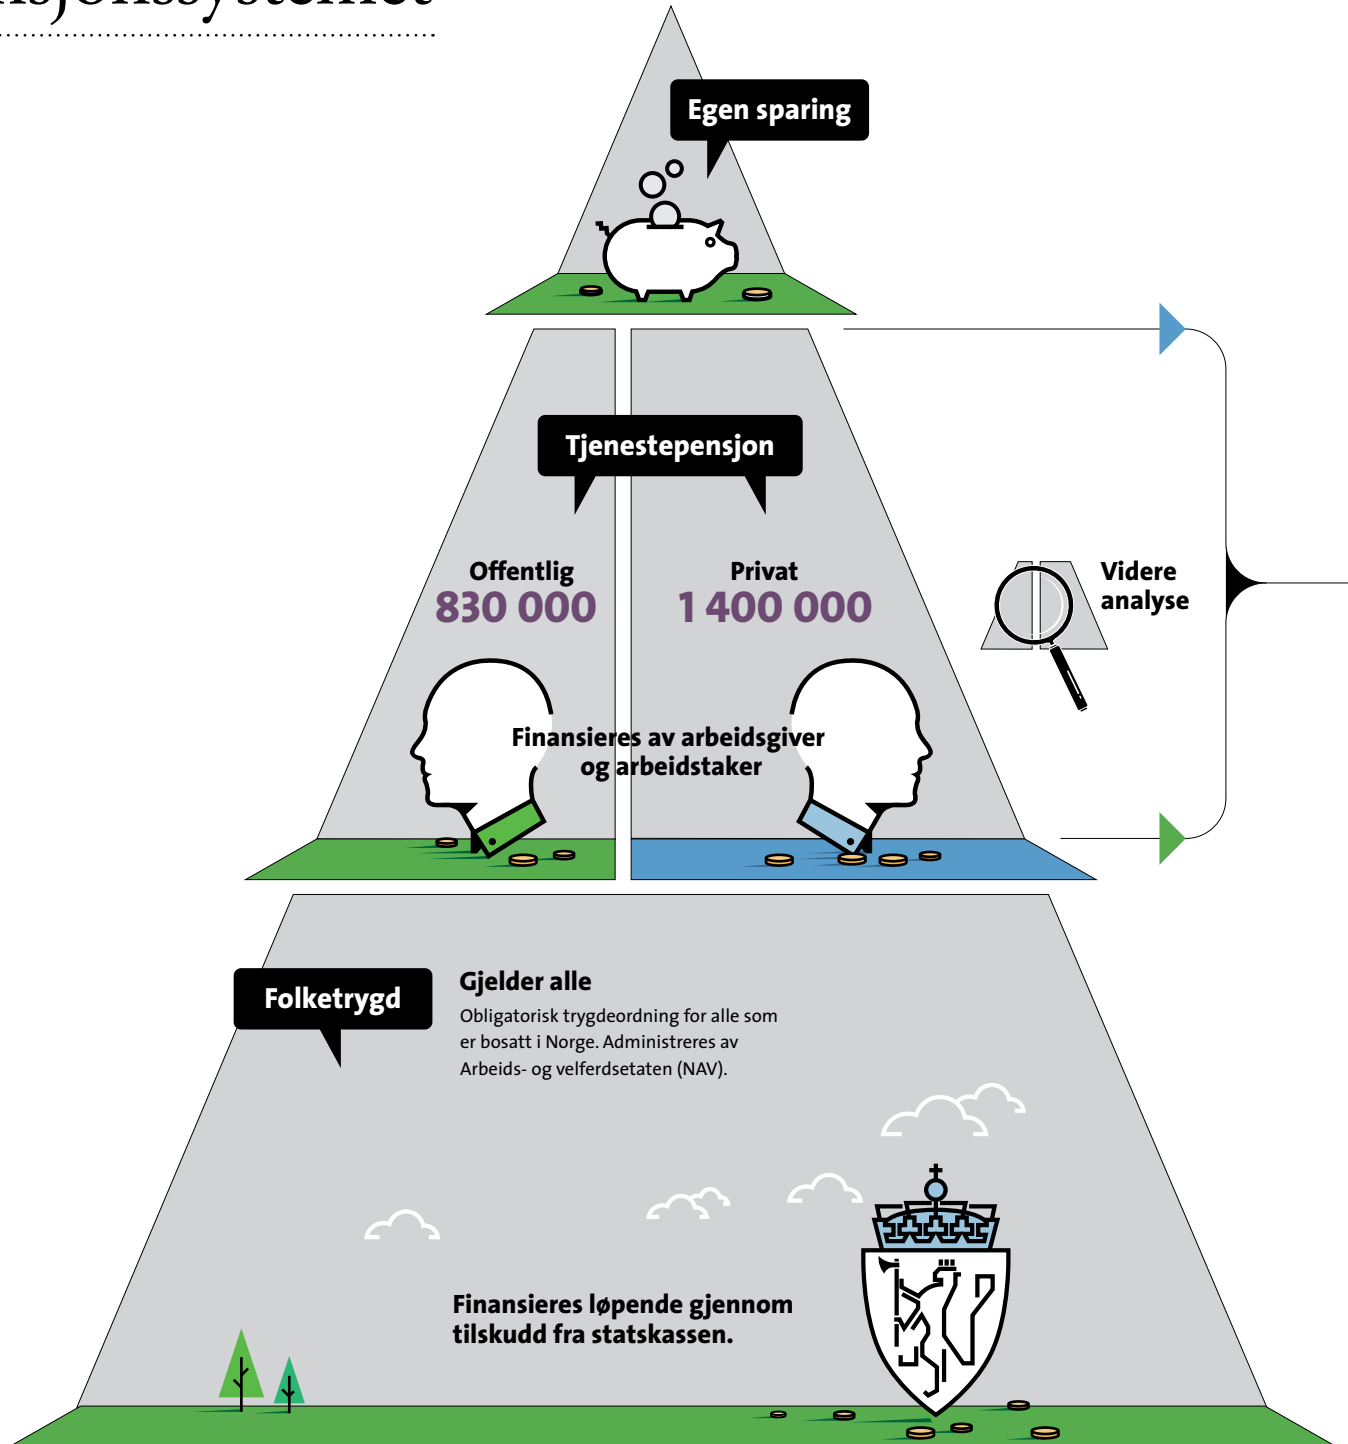 Egen sparing
Tjenestepensjon
Offentlig
830 000
Privat
1 400 000
Videre
analyse
Finansieres av arbeidsgiver
og arbeidstaker
Folketrygd
Gjelder alle
Obligatorisk trygdeordning for alle som
er bosatt i Norge. Administreres av
Arbeids- og velferdsetaten (NAV).
Finansieres løpende gjennom
tilskudd fra statskassen.